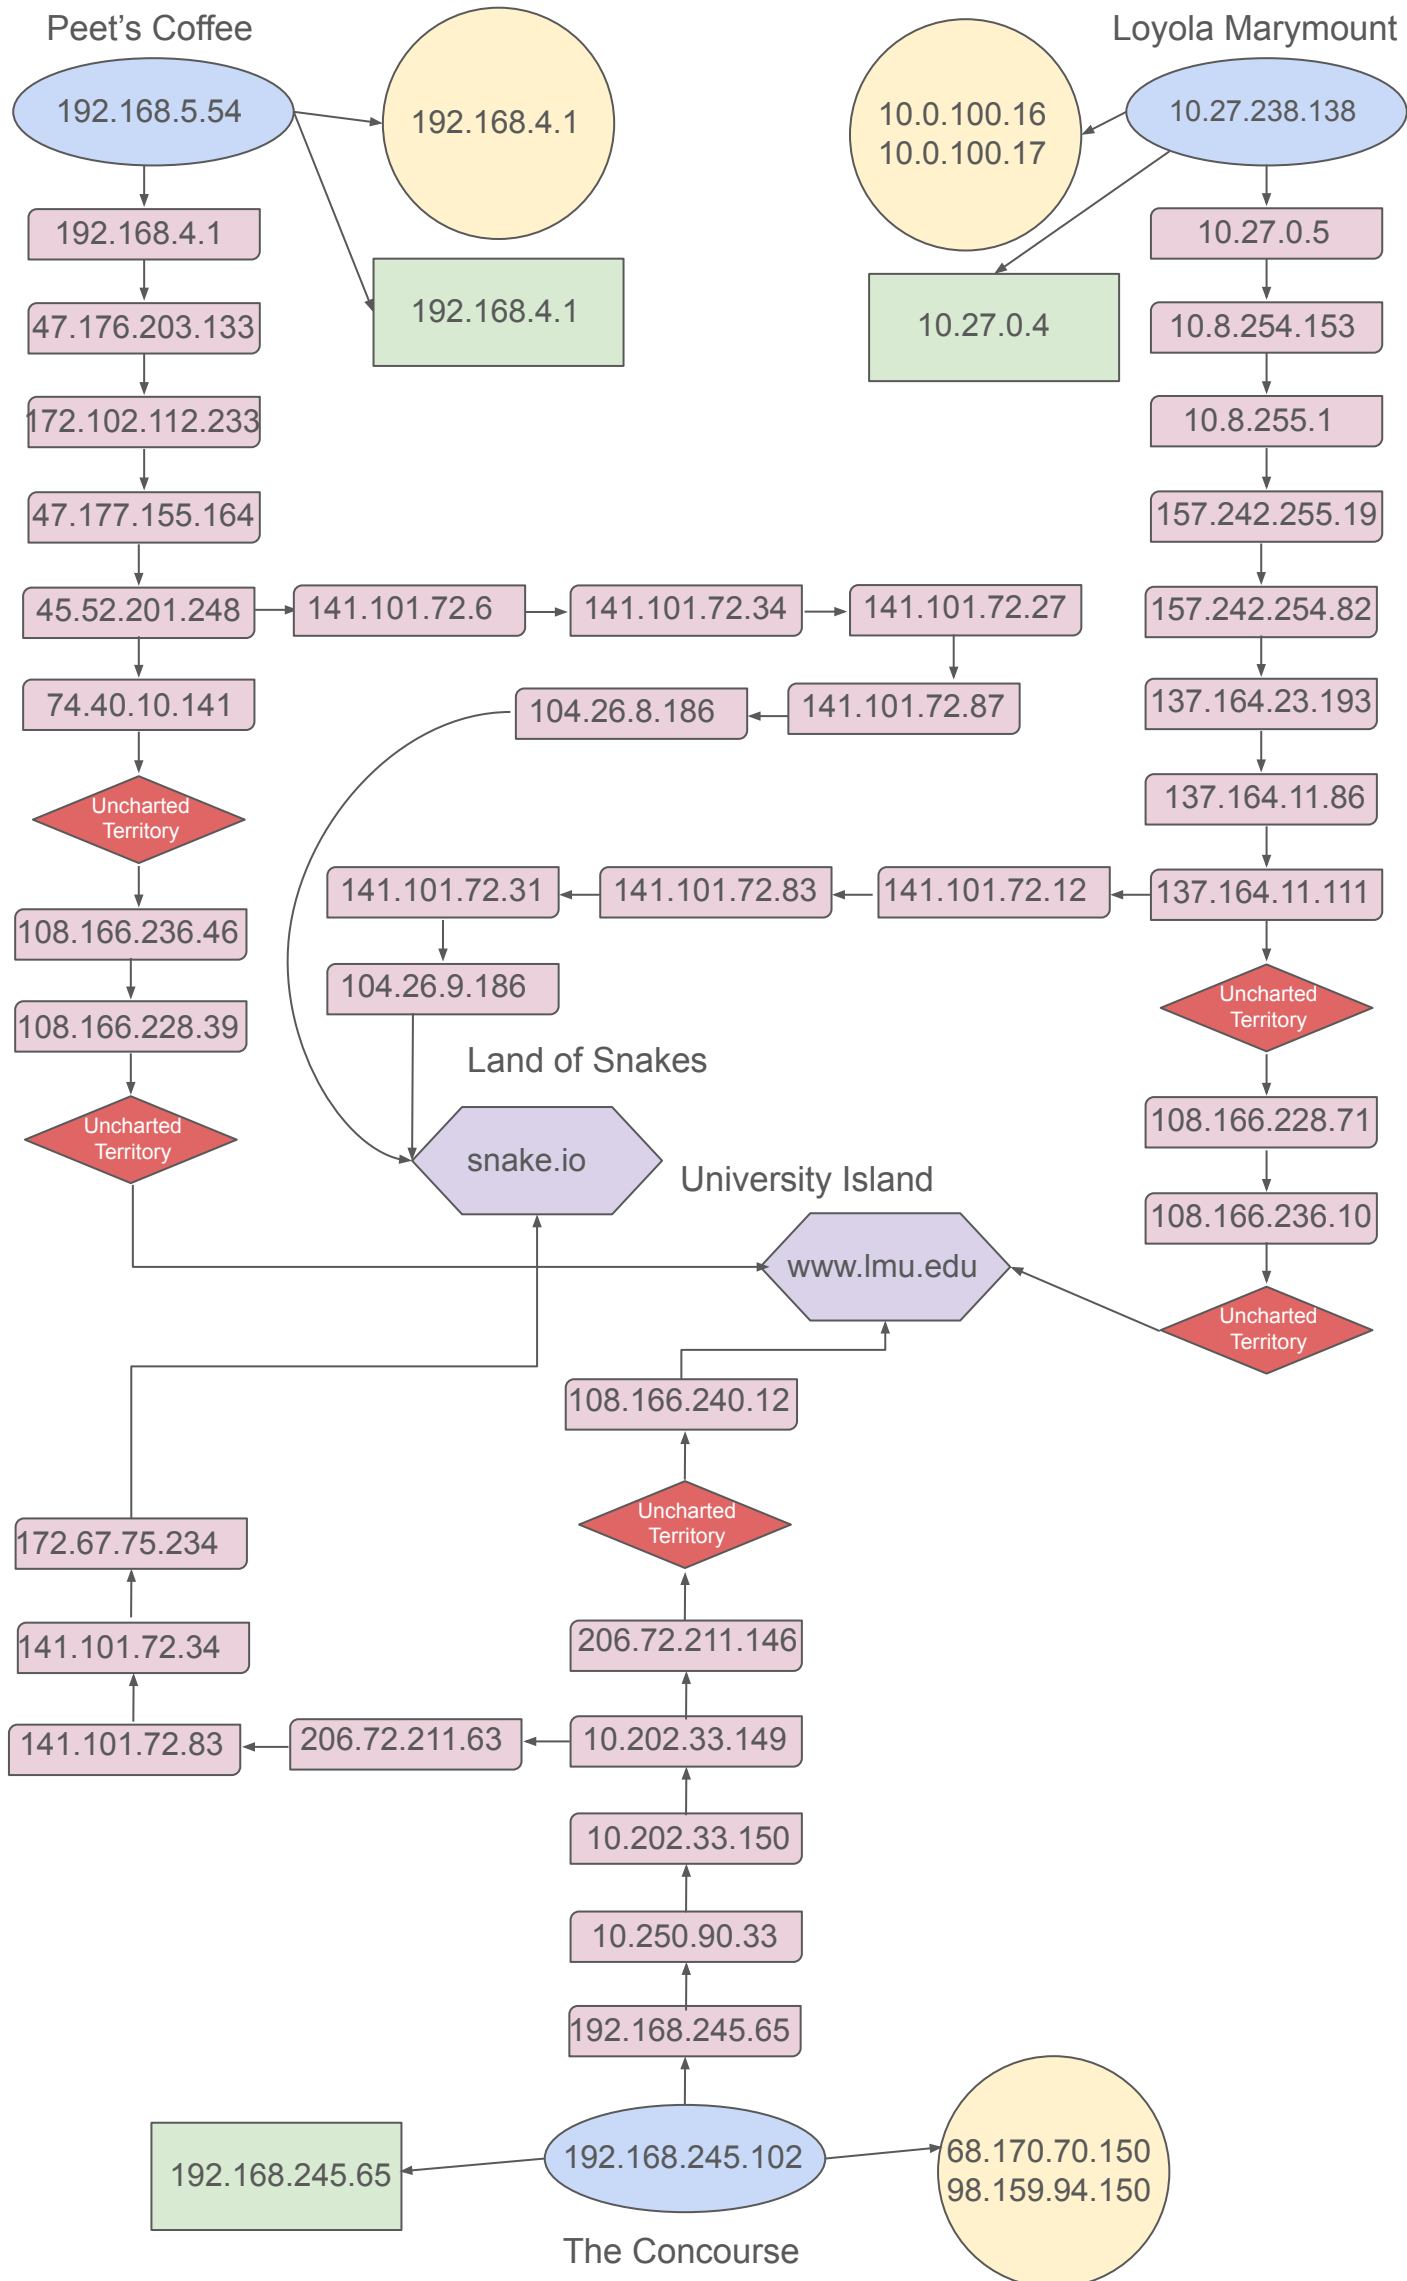 Peet's Coffee
Loyola Marymount
192.168.5.54
192.168.4.1
10.0.100.16
10.0.100.17
10.27.238.138
192.168.4.1
10.27.0.5
192.168.4.1
10.27.0.4
47.176.203.133
10.8.254.153
172.102.112.233
10.8.255.1
47.177.155.164
157.242.255.19
45.52.201.248
141.101.72.6
141.101.72.34
141.101.72.27
157.242.254.82
74.40.10.141
104.26.8.186
141.101.72.87
137.164.23.193
Uncharted
Territory
137.164.11.86
141.101.72.31
141.101.72.83
141.101.72.12
137.164.11.111
108.166.236.46
104.26.9.186
Uncharted
Territory
108.166.228.39
Land of Snakes
Uncharted
Territory
108.166.228.71
snake.io
University Island
108.166.236.10
www.lmu.edu
Uncharted
Territory
108.166.240.12
Uncharted
Territory
172.67.75.234
141.101.72.34
206.72.211.146
141.101.72.83
206.72.211.63
10.202.33.149
10.202.33.150
10.250.90.33
192.168.245.65
192.168.245.65
192.168.245.102
68.170.70.150
98.159.94.150
The Concourse